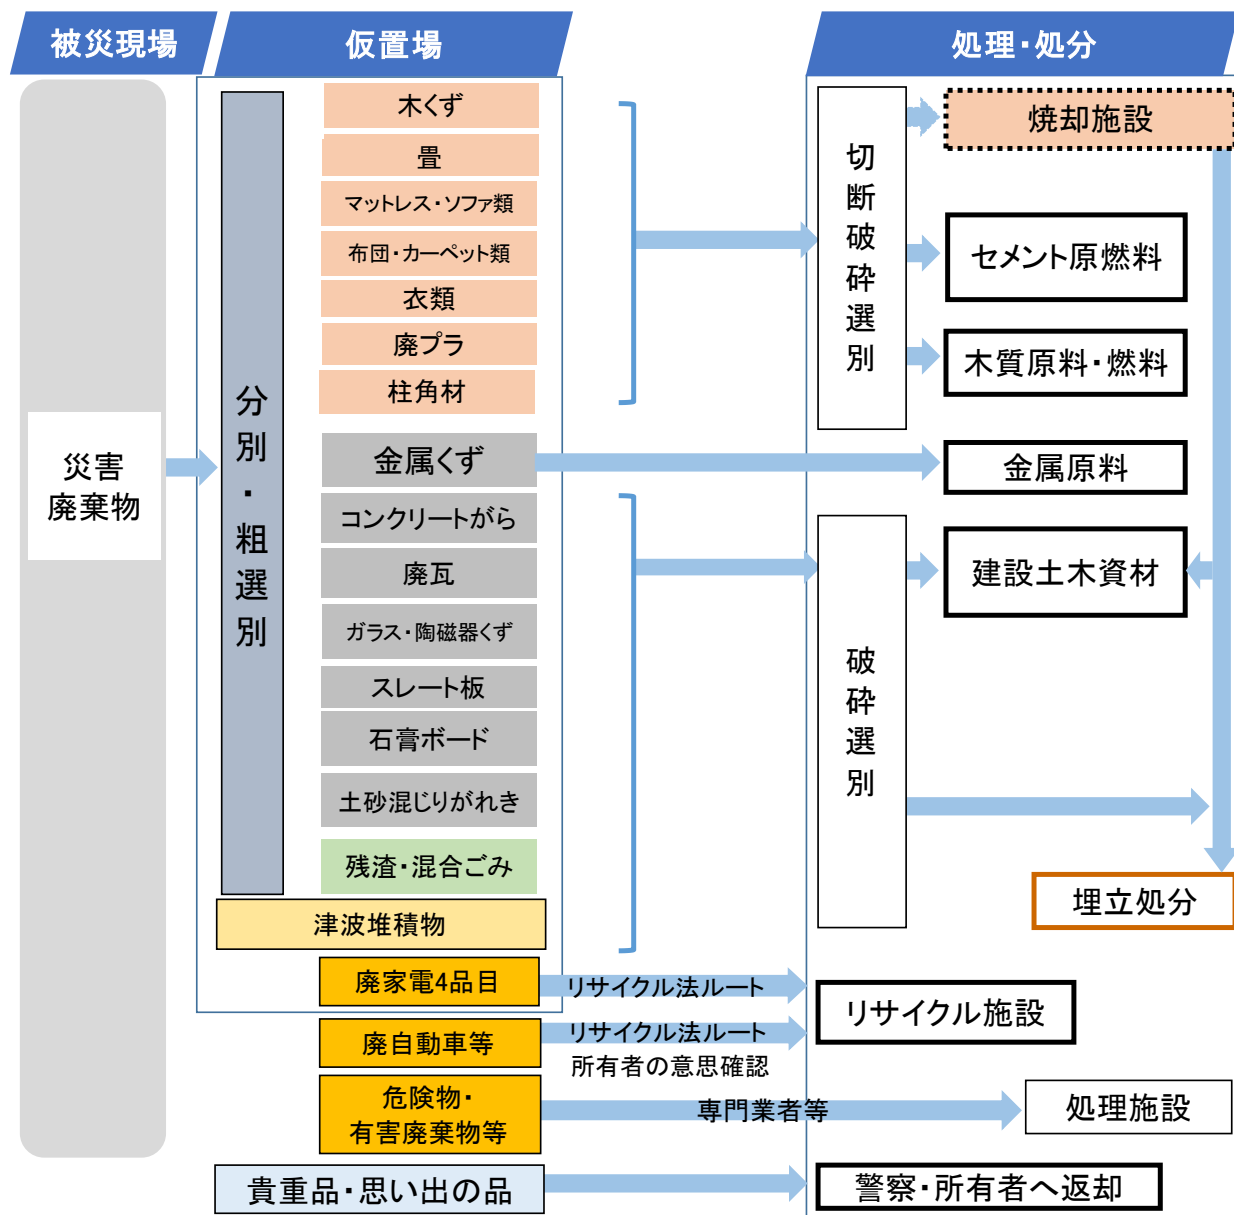 被災現場
仮置場
処理・処分
災害
廃棄物
分別・粗選別
木くず
畳
マットレス・ソファ類
布団・カーペット類
衣類
廃プラ
柱角材
金属くず
コンクリートがら
廃瓦
ガラス・陶磁器くず
スレート板
石膏ボード
土砂混じりがれき
残渣・混合ごみ
津波堆積物
廃家電4品目
廃自動車等
危険物・
有害廃棄物等
貴重品・思い出の品
リサイクル法ルート
リサイクル法ルート
所有者の意思確認
専門業者等
切断破砕選別
破砕選別
焼却施設
セメント原燃料
木質原料・燃料
金属原料
建設土木資材
埋立処分
リサイクル施設
処理施設
警察・所有者へ返却